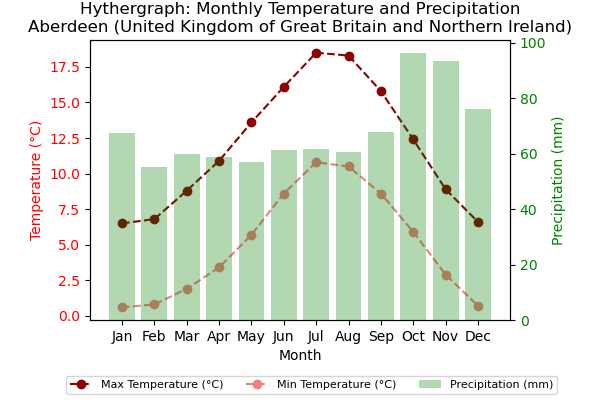 Hythergraph: Monthly Temperature and Precipitation
Aberdeen (United Kingdom of Great Britain and Northern Ireland)
Temperature (°C)
17.5
15.0
12.5
10.0
7.5
5.0
2.5
0.0
Precipitation (mm)
100
80
60
40
20
0
Jan Feb Mar Apr May Jun Jul Aug Sep Oct Nov Dec
Month
Max Temperature (°C) Min Temperature (°C) Precipitation (mm)